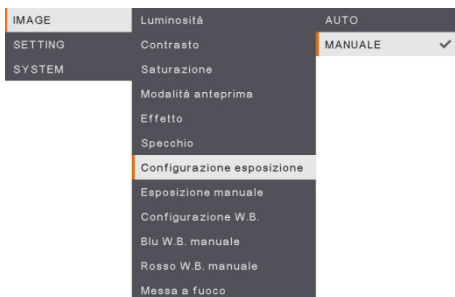 IMAGE
SETTING
SYSTEM
Luminosità
Contrasto
Saturazione
Modalità anteprima
Effetto
Specchio
Configurazione esposizione
Esposizione manuale
Configurazione W.B.
Blu W.B. manuale
Rosso W.B. manuale
Messa a fuoco
AUTO
MANUALE